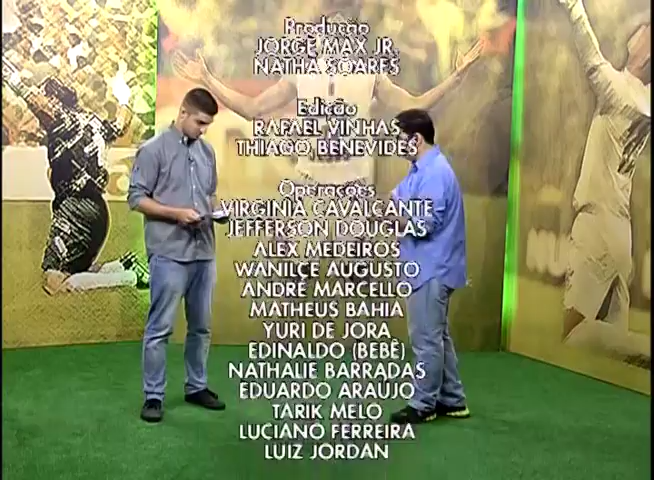 Produção
JORGE MAX JR.
NATHA SOARES
Edição
RAFAEL VINHAS
THIAGO BENEVIDES
Operações
VIRGINIA CAVALCANTE
JEFFERSON DOUGLAS
ALEX MEDEIROS
WANILCE AUGUSTO
ANDRÉ MARCELLO
MATHEUS BAHIA
YURI DE JORA
EDINALDO (BEBÊ)
NATHALIE BARRADAS
EDUARDO ARAÚJO
TARIK MELO
LUCIANO FERREIRA
LUIZ JORDAN